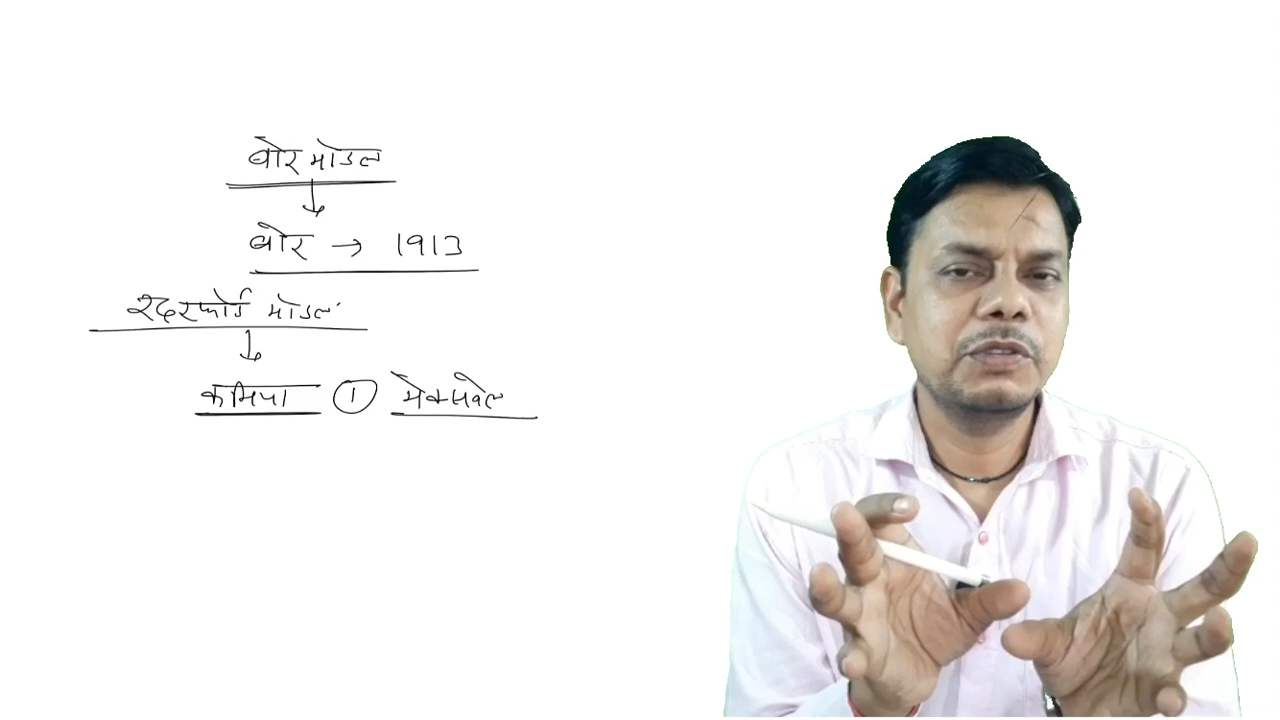 बोर मॉडल
बोर → 1913
रदरफोर्ड मॉडल
कमिया ① मेक्सवेल